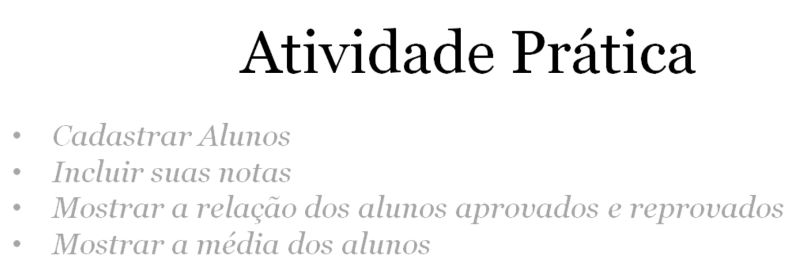 Atividade Prática
• Cadastrar Alunos
• Incluir suas notas
• Mostrar a relação dos alunos aprovados e reprovados
• Mostrar a média dos alunos